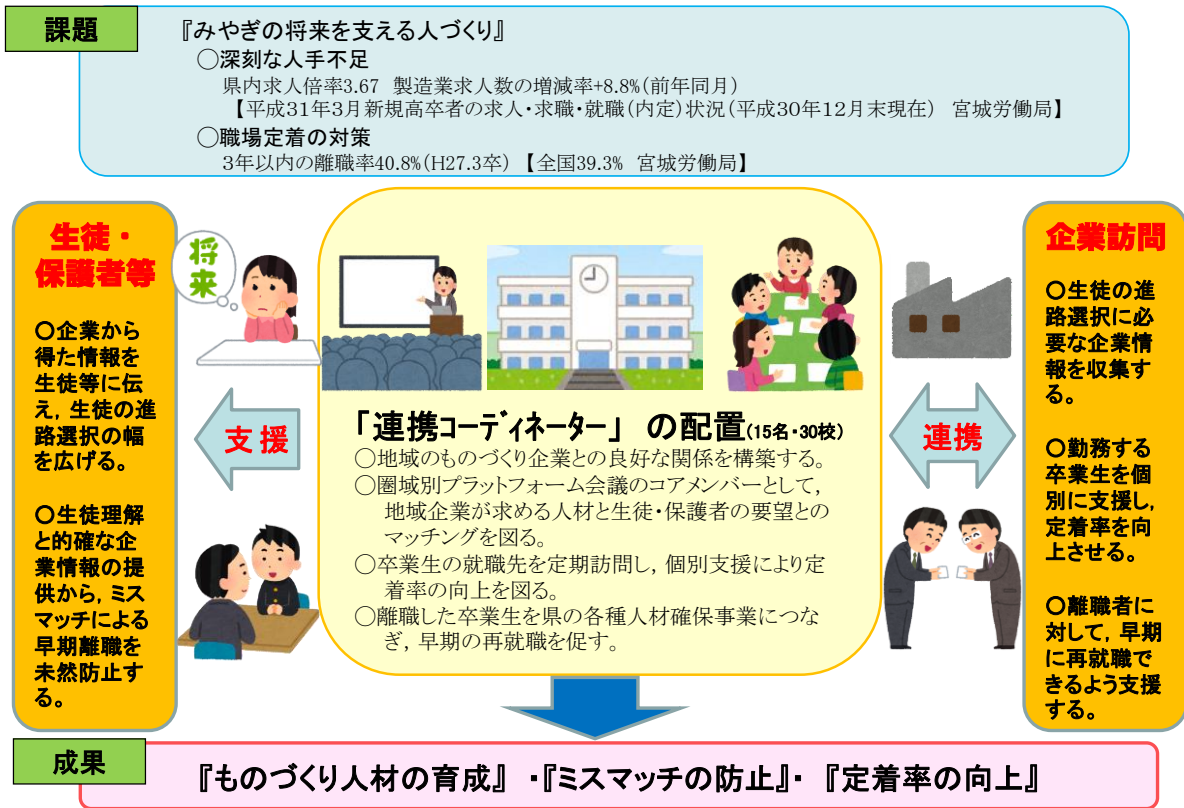 課題
『みやぎの将来を支える人づくり』
○深刻な人手不足
県内求人倍率3.67 製造業求人数の増減率+8.8%(前年同月)
【平成31年3月新規高卒者の求人・求職・就職(内定)状況(平成30年12月末現在) 宮城労働局】
○職場定着の対策
3年以内の離職率40.8%(H27.3卒) 【全国39.3% 宮城労働局】
生徒・
保護者等
○企業から
得た情報を
生徒等に伝
え，生徒の進
路選択の幅
を広げる。
○生徒理解
と的確な企
業情報の提
供から，ミス
マッチによる
早期離職を
未然防止す
る。
将来
支援
「連携コーディネーター」 の配置(15名・30校)
○地域のものづくり企業との良好な関係を構築する。
○圏域別プラットフォーム会議のコアメンバーとして，
地域企業が求める人材と生徒・保護者の要望との
マッチングを図る。
○卒業生の就職先を定期訪問し，個別支援により定
着率の向上を図る。
○離職した卒業生を県の各種人材確保事業につな
ぎ，早期の再就職を促す。
連携
企業訪問
○生徒の進
路選択に必
要な企業情
報を収集す
る。
○勤務する
卒業生を個
別に支援し，
定着率を向
上させる。
○離職者に
対して，早期
に再就職で
きるよう支援
する。
成果
『ものづくり人材の育成』 ・『ミスマッチの防止』・ 『定着率の向上』